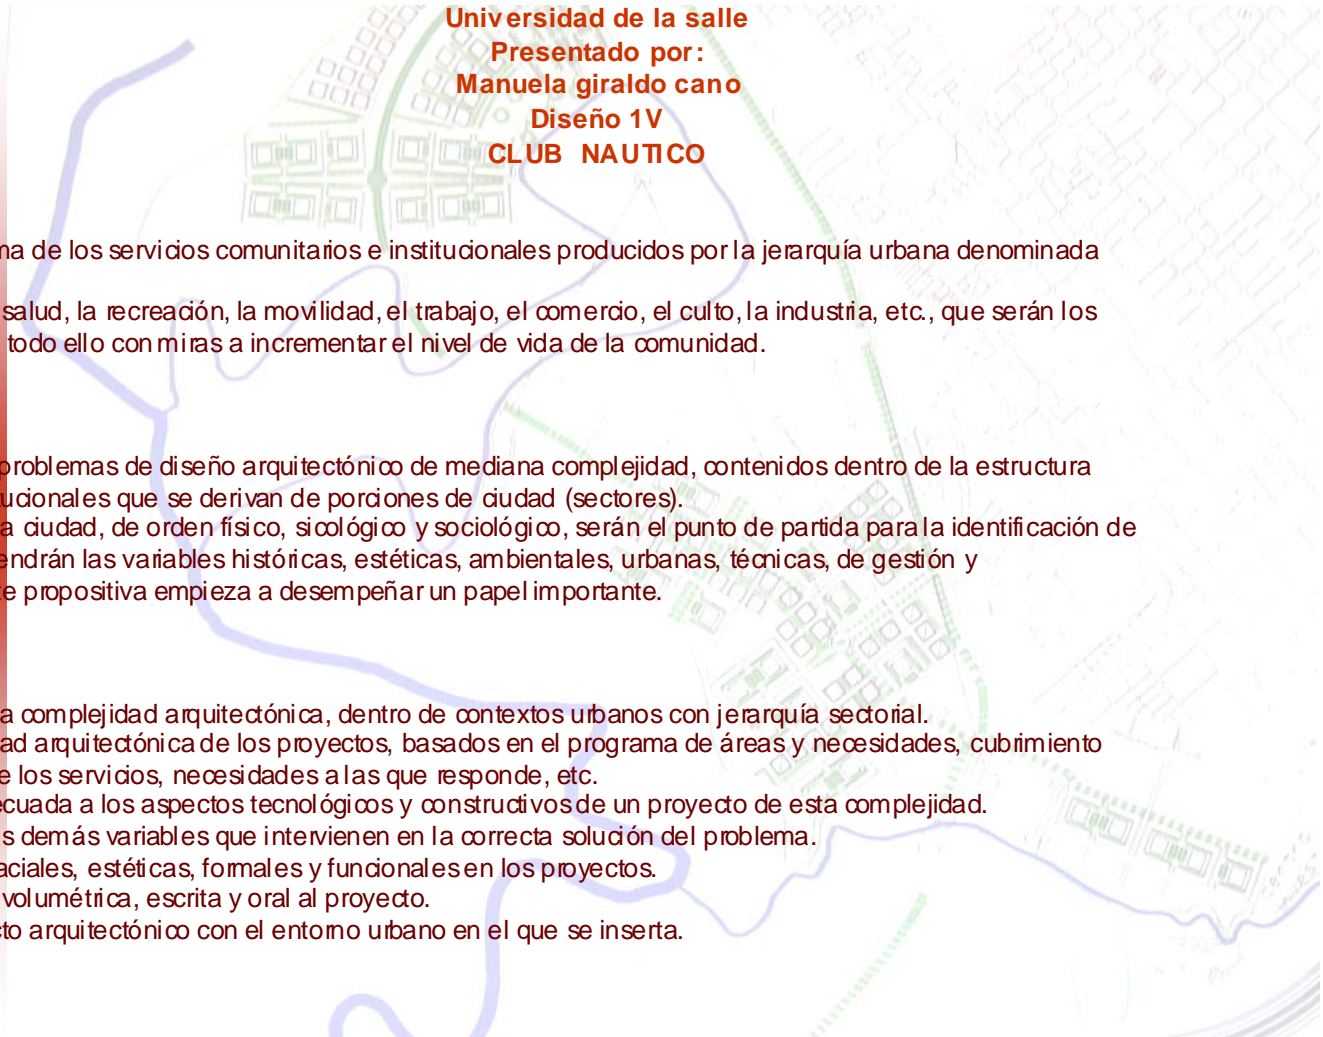 Universidad de la salle
Presentado por:
Manuela giraldo cano
Diseño 1V
CLUB NAUTICO
ma de los servicios comunitarios e institucionales producidos por la jerarquía urbana denominada
salud, la recreación, la movilidad, el trabajo, el comercio, el culto, la industria, etc., que serán los
todo ello con miras a incrementar el nivel de vida de la comunidad.
problemas de diseño arquitectónico de mediana complejidad, contenidos dentro de la estructura
tucionales que se derivan de porciones de ciudad (sectores).
a ciudad, de orden físico, sicológico y sociológico, serán el punto de partida para la identificación de
endrán las variables históricas, estéticas, ambientales, urbanas, técnicas, de gestión y
e propositiva empieza a desempeñar un papel importante.
a complejidad arquitectónica, dentro de contextos urbanos con jerarquía sectorial.
ad arquitectónica de los proyectos, basados en el programa de áreas y necesidades, cubrimiento
e los servicios, necesidades a las que responde, etc.
ecuada a los aspectos tecnológicos y constructivos de un proyecto de esta complejidad.
s demás variables que intervienen en la correcta solución del problema.
aciales, estéticas, formales y funcionales en los proyectos.
volumétrica, escrita y oral al proyecto.
cto arquitectónico con el entorno urbano en el que se inserta.